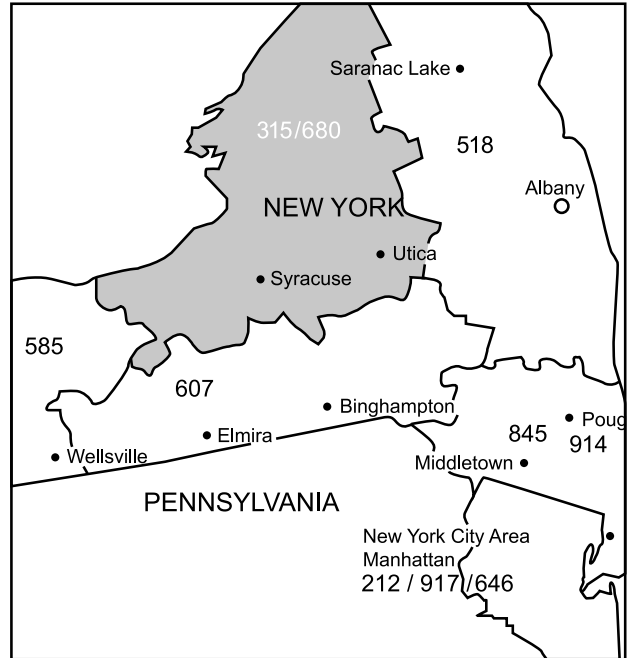 Saranac Lake
315/680
518
Albany
NEW YORK
Utica
Syracuse
585
607
Binghampton
Poug
845
914
Elmira
Wellsville
Middletown
PENNSYLVANIA
New York City Area
Manhattan
212 / 917 /646